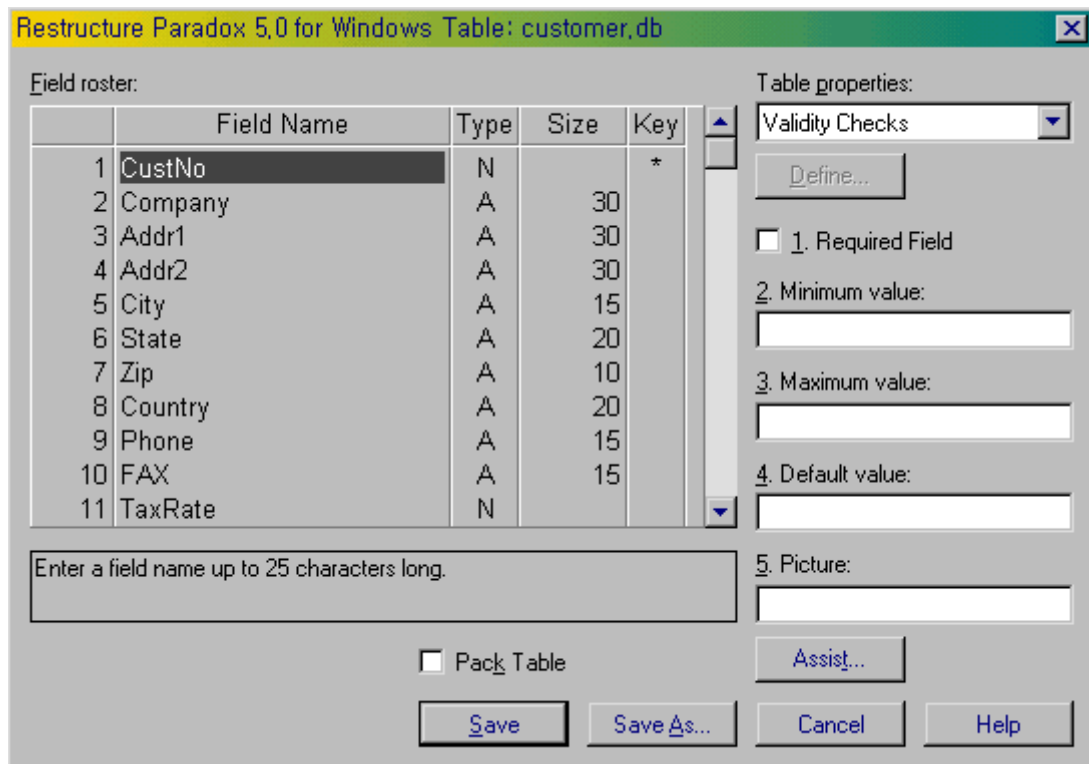 Restructure Paradox 5,0 for Windows Table: customer,db
Field roster:
Field Name Type Size Key
1 CustNo N *
2 Company A 30
3 Addr1 A 30
4 Addr2 A 30
5 City A 15
6 State A 20
7 Zip A 10
8 Country A 20
9 Phone A 15
10 FAX A 15
11 TaxRate N
Enter a field name up to 25 characters long.
Pack Table
Save
Save As...
Table properties:
Validity Checks
Define...
1. Required Field
2. Minimum value:
3. Maximum value:
4. Default value:
5. Picture:
Assist...
Cancel
Help